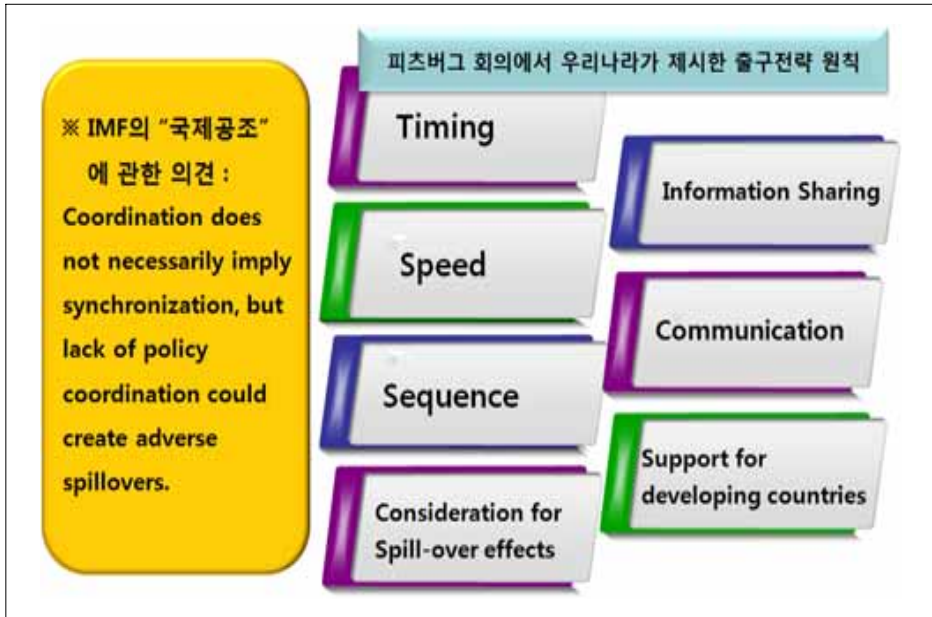 피츠버그 회의에서 우리나라가 제시한 출구전략 원칙
※ IMF의 “국제공조”
에 관한 의견 :
Coordination does
not necessarily imply
synchronization, but
lack of policy
coordination could
create adverse
spillovers.
Timing
Speed
Sequence
Consideration for
Spill-over effects
Information Sharing
Communication
Support for
developing countries